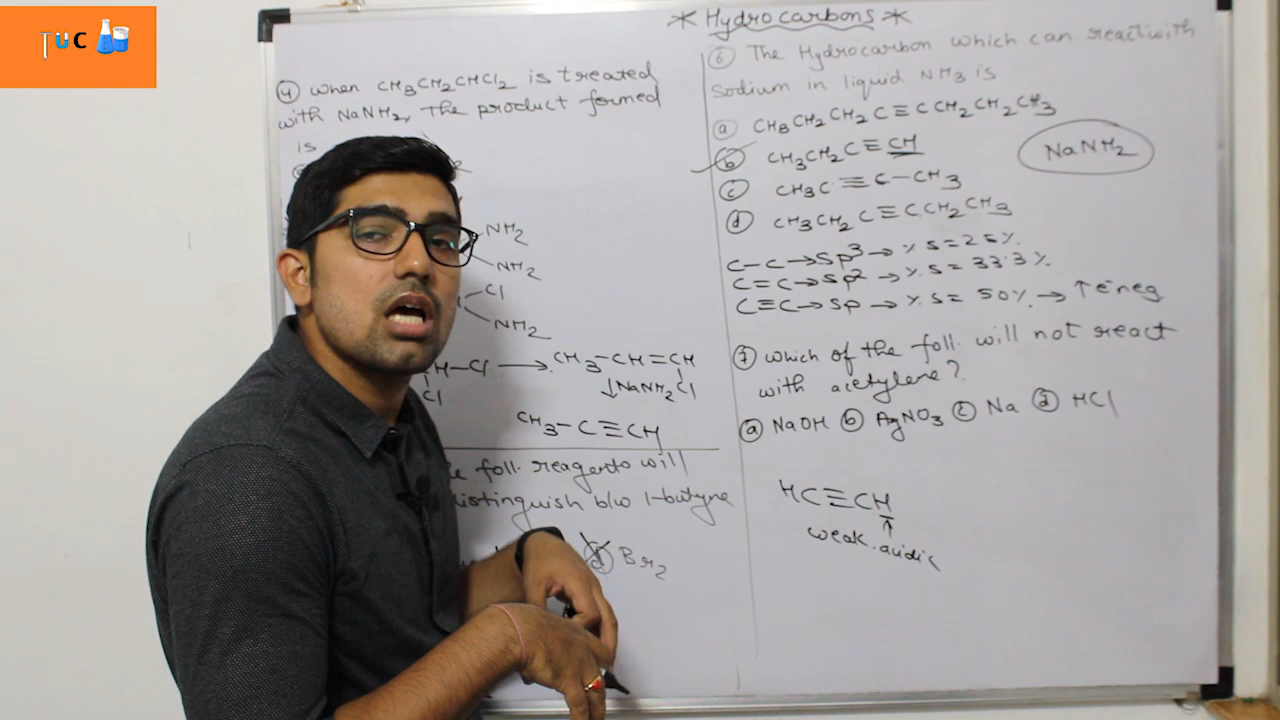 TUC
* Hydrocarbons *
④ When CH3CH2CHCl2 is treated
with NaNH2, The product formed
is
NH2
NH2
Cl
NH2
H-Cl → CH3-CH=CH
Cl
↓NaNH2 Cl
CH3-C≡CH
foll. reagents will
distinguish b/w 1-butyne
ⓓ Br2
⑥ The Hydrocarbon which can react with
Sodium in liquid NH3 is
ⓐ CH3CH2CH2C≡CCH2CH2CH3
ⓑ CH3CH2C≡CH
NaNH2
ⓒ CH3C≡C-CH3
ⓓ CH3CH2C≡CCH2CH3
C-C→sp3→% s=25%.
C=C→sp2→% s=33.3%.
C≡C→sp→% s=50%→↑e⁻neg
⑦ Which of the foll. will not react
with acetylene?
ⓐ NaOH ⓑ AgNO3 ⓒ Na ⓓ HCl
HC≡CH
↑
weak acidic